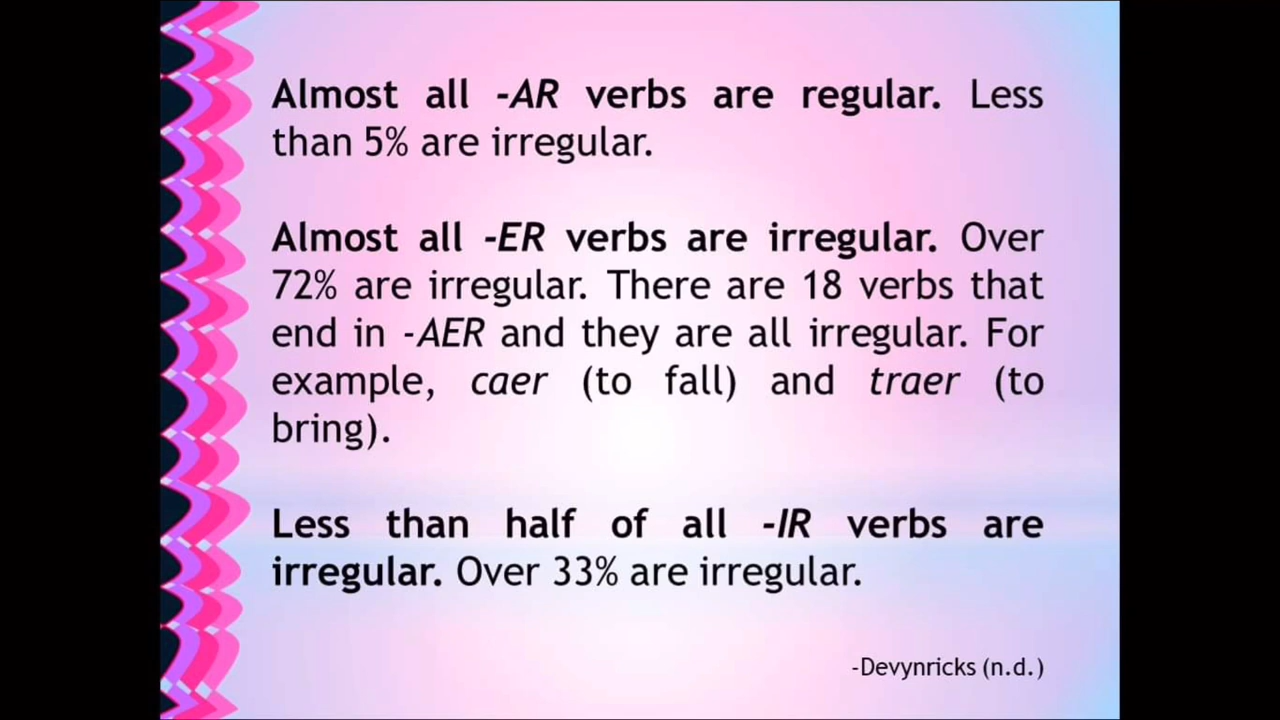 Almost all -AR verbs are regular. Less
than 5% are irregular.
Almost all -ER verbs are irregular. Over
72% are irregular. There are 18 verbs that
end in -AER and they are all irregular. For
example, caer (to fall) and traer (to
bring).
Less than half of all -IR verbs are
irregular. Over 33% are irregular.
-Devynricks (n.d.)